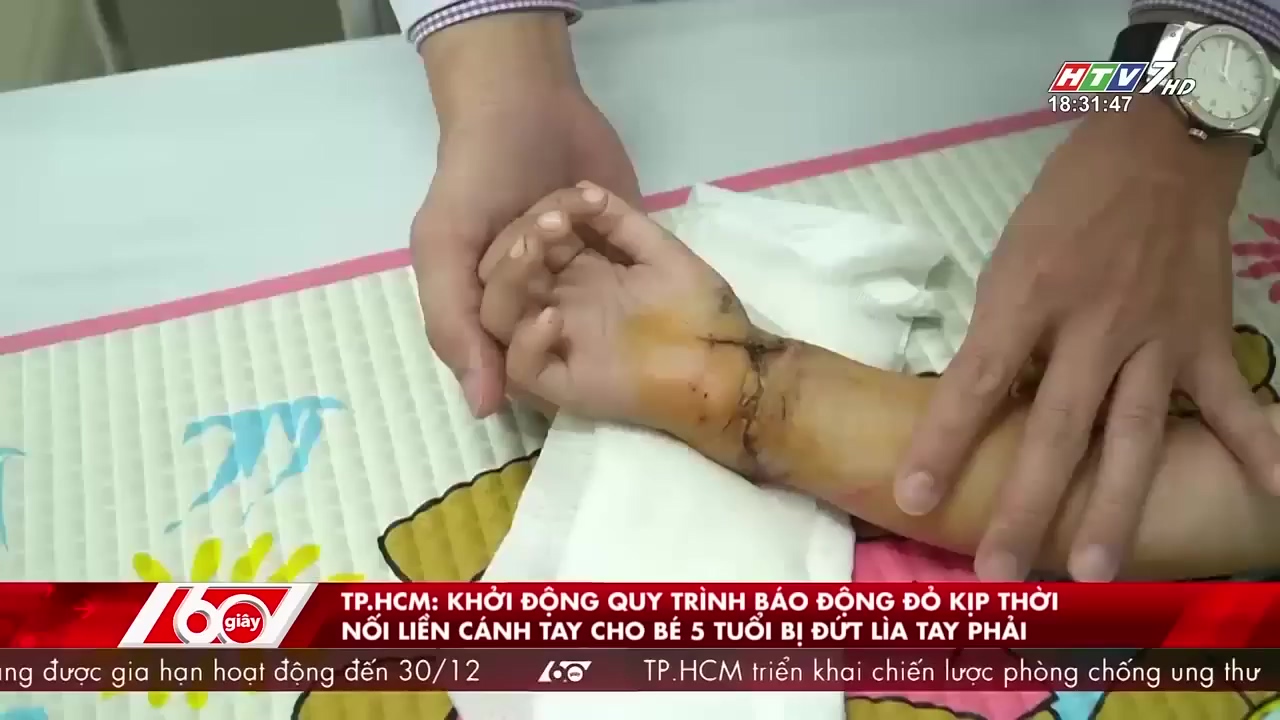 HTV7HD
18:31:47
60 giây
TP.HCM: KHỞI ĐỘNG QUY TRÌNH BÁO ĐỘNG ĐỎ KỊP THỜI
NỐI LIỀN CÁNH TAY CHO BÉ 5 TUỔI BỊ ĐỨT LÌA TAY PHẢI
được gia hạn hoạt động đến 30/12 60 giây TP.HCM triển khai chiến lược phòng chống ung thư